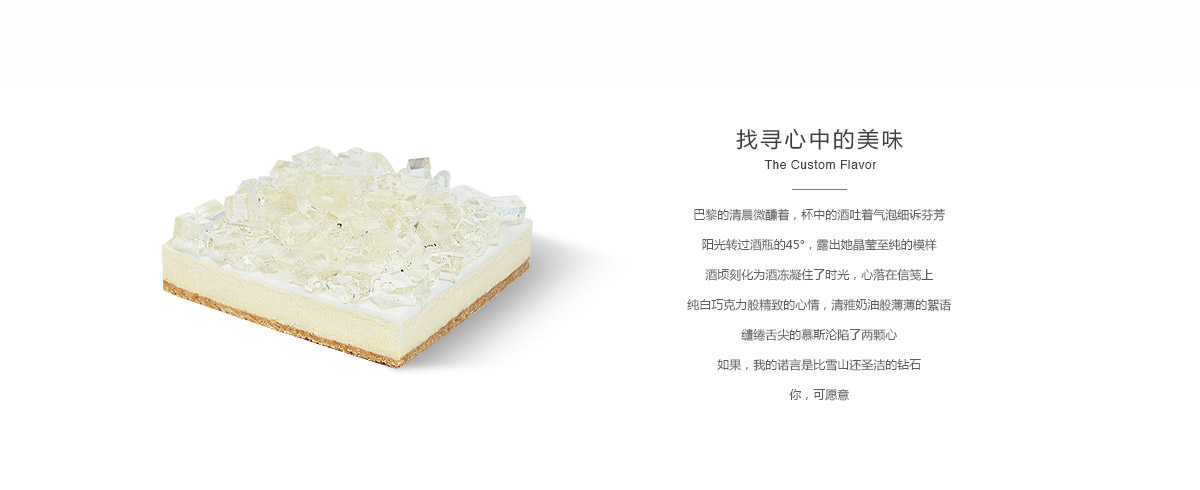 找寻心中的美味
The Custom Flavor
巴黎的清晨微醺着，杯中的酒吐着气泡细诉芬芳
阳光转过酒瓶的45°，露出她晶莹至纯的模样
酒顷刻化为酒冻凝住了时光，心落在信笺上
纯白巧克力般精致的心情，清雅奶油般薄薄的絮语
缱绻舌尖的慕斯沦陷了两颗心
如果，我的诺言是比雪山还圣洁的钻石
你，可愿意